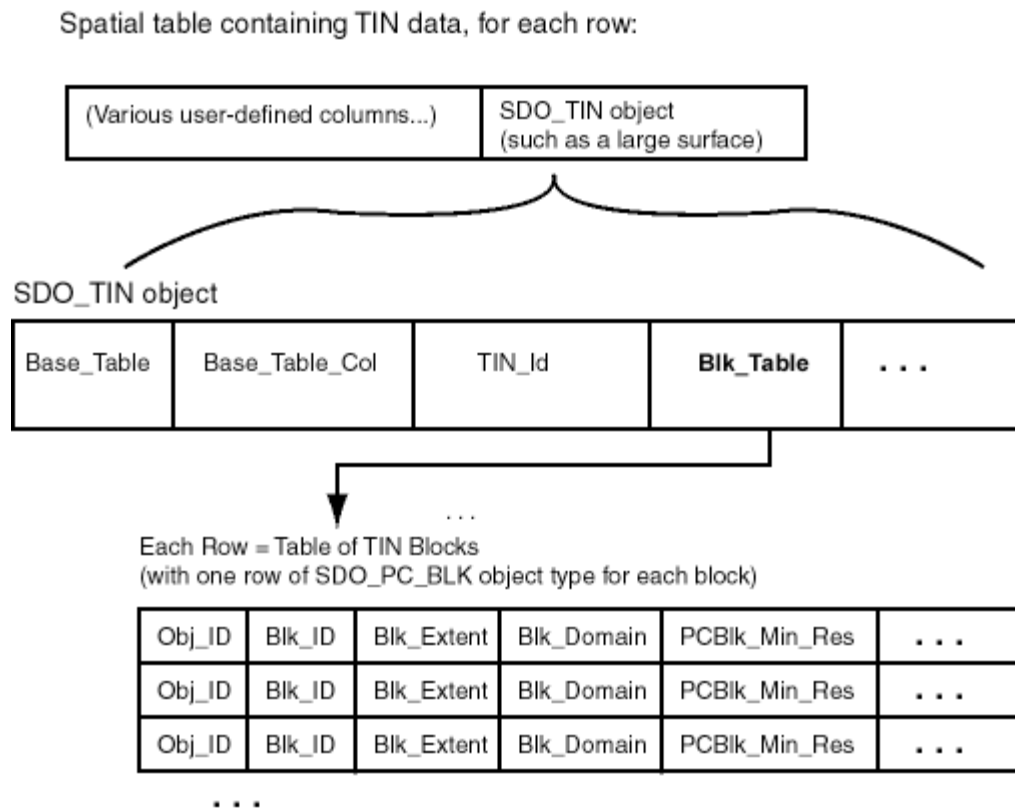 Spatial table containing TIN data, for each row:
(Various user-defined columns...) SDO_TIN object
(such as a large surface)
SDO_TIN object
Base_Table Base_Table_Col TIN_Id Blk_Table . . .
. . .
Each Row = Table of TIN Blocks
(with one row of SDO_PC_BLK object type for each block)
Obj_ID Blk_ID Blk_Extent Blk_Domain PCBlk_Min_Res . . .
Obj_ID Blk_ID Blk_Extent Blk_Domain PCBlk_Min_Res . . .
Obj_ID Blk_ID Blk_Extent Blk_Domain PCBlk_Min_Res . . .
. . .